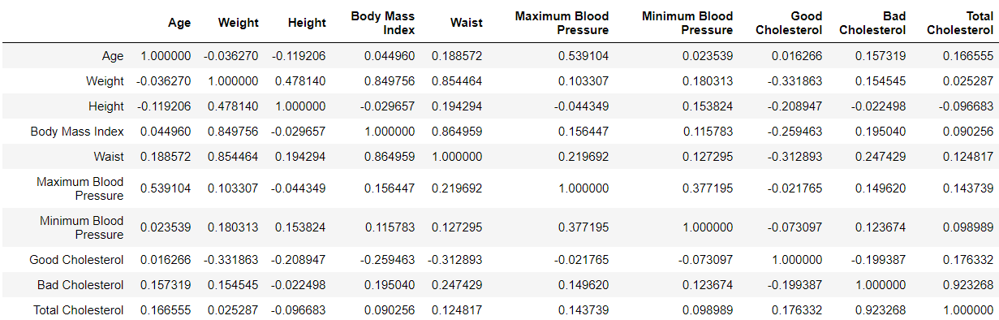 Age Weight Height Body Mass Index Waist Maximum Blood Pressure Minimum Blood Pressure Good Cholesterol Bad Cholesterol Total Cholesterol
Age 1.000000 -0.036270 -0.119206 0.044960 0.188572 0.539104 0.023539 0.016266 0.157319 0.166555
Weight -0.036270 1.000000 0.478140 0.849756 0.854464 0.103307 0.180313 -0.331863 0.154545 0.025287
Height -0.119206 0.478140 1.000000 -0.029657 0.194294 -0.044349 0.153824 -0.208947 -0.022498 -0.096683
Body Mass Index 0.044960 0.849756 -0.029657 1.000000 0.864959 0.156447 0.115783 -0.259463 0.195040 0.090256
Waist 0.188572 0.854464 0.194294 0.864959 1.000000 0.219692 0.127295 -0.312893 0.247429 0.124817
Maximum Blood Pressure 0.539104 0.103307 -0.044349 0.156447 0.219692 1.000000 0.377195 -0.021765 0.149620 0.143739
Minimum Blood Pressure 0.023539 0.180313 0.153824 0.115783 0.127295 0.377195 1.000000 -0.073097 0.123674 0.098989
Good Cholesterol 0.016266 -0.331863 -0.208947 -0.259463 -0.312893 -0.021765 -0.073097 1.000000 -0.199387 0.176332
Bad Cholesterol 0.157319 0.154545 -0.022498 0.195040 0.247429 0.149620 0.123674 -0.199387 1.000000 0.923268
Total Cholesterol 0.166555 0.025287 -0.096683 0.090256 0.124817 0.143739 0.098989 0.176332 0.923268 1.000000